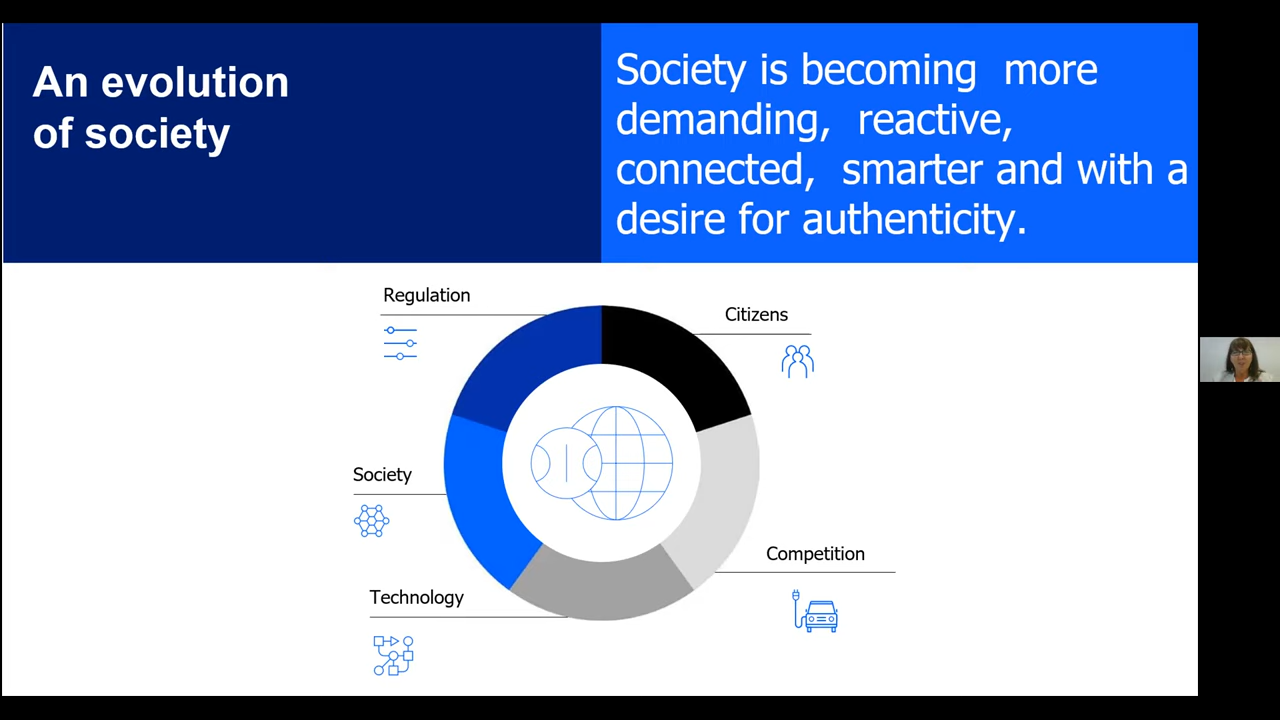 An evolution
of society
Society is becoming more
demanding, reactive,
connected, smarter and with a
desire for authenticity.
Regulation
Citizens
Society
Competition
Technology